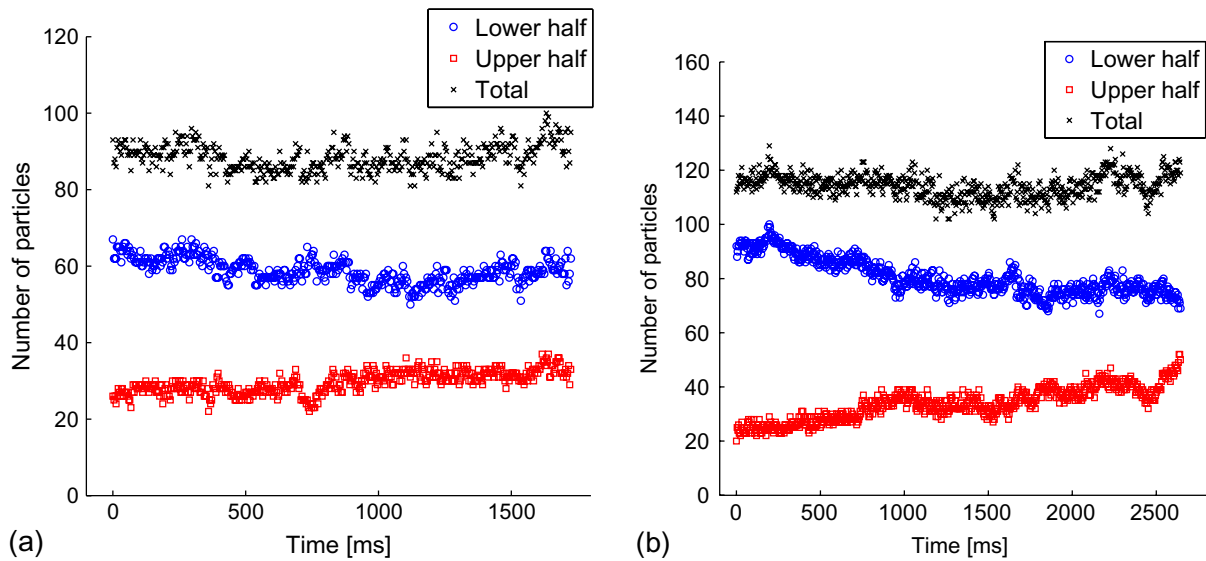 Lower half
Upper half
Total
120
100
80
60
40
20
0
Number of particles
0
500
1000
1500
Time [ms]
(a)
Lower half
Upper half
Total
160
140
120
100
80
60
40
20
0
Number of particles
0
500
1000
1500
2000
2500
Time [ms]
(b)